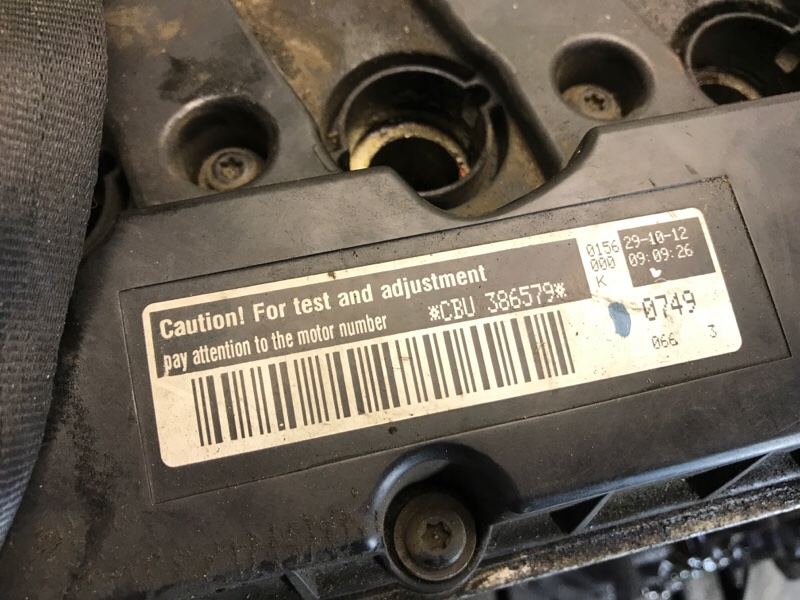 Caution! For test and adjustment
pay attention to the motor number
*CBU 386579*
0156
000
K
29-10-12
09:09:26
0749
066 3